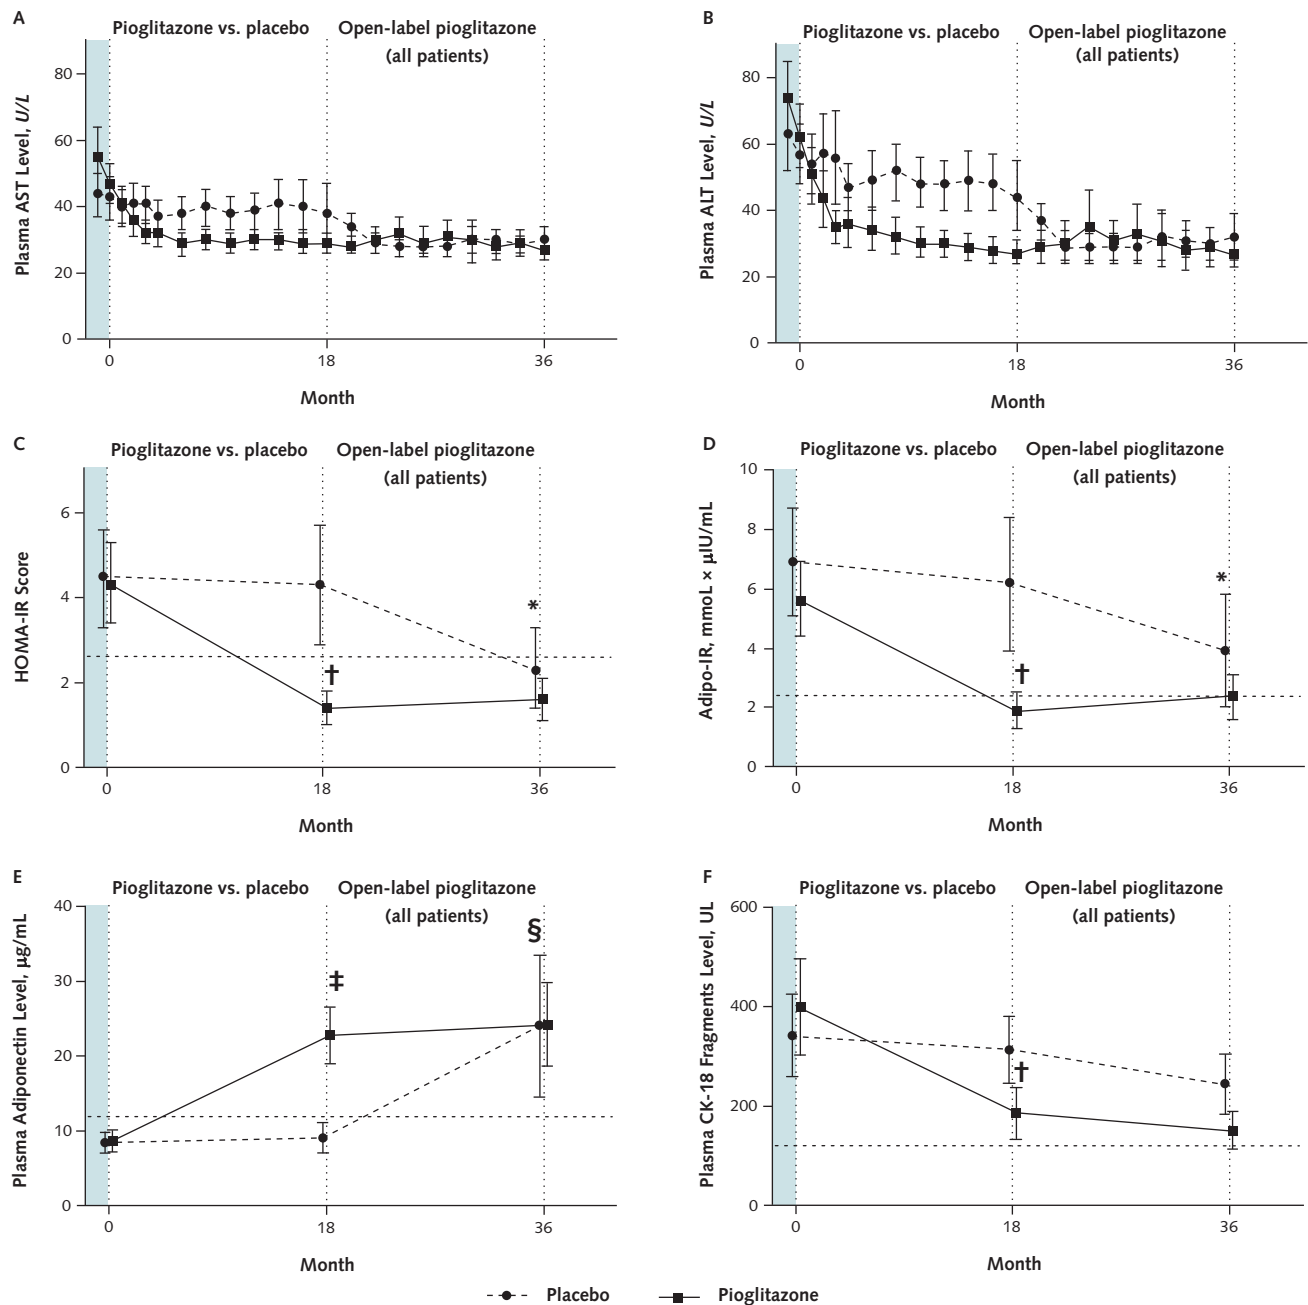 A
Pioglitazone vs. placebo
Open-label pioglitazone
(all patients)
Plasma AST Level, U/L
80
60
40
20
0
0
18
36
Month
B
Pioglitazone vs. placebo
Open-label pioglitazone
(all patients)
Plasma ALT Level, U/L
80
60
40
20
0
0
18
36
Month
C
Pioglitazone vs. placebo
Open-label pioglitazone
(all patients)
HOMA-IR Score
6
4
2
0
*
†
0
18
36
Month
D
Pioglitazone vs. placebo
Open-label pioglitazone
(all patients)
Adipo-IR, mmoL × μIU/mL
10
8
6
4
2
0
*
†
0
18
36
Month
E
Pioglitazone vs. placebo
Open-label pioglitazone
(all patients)
Plasma Adiponectin Level, μg/mL
40
30
20
10
0
§
‡
0
18
36
Month
F
Pioglitazone vs. placebo
Open-label pioglitazone
(all patients)
Plasma CK-18 Fragments Level, UL
600
400
200
0
†
0
18
36
Month
Placebo
Pioglitazone